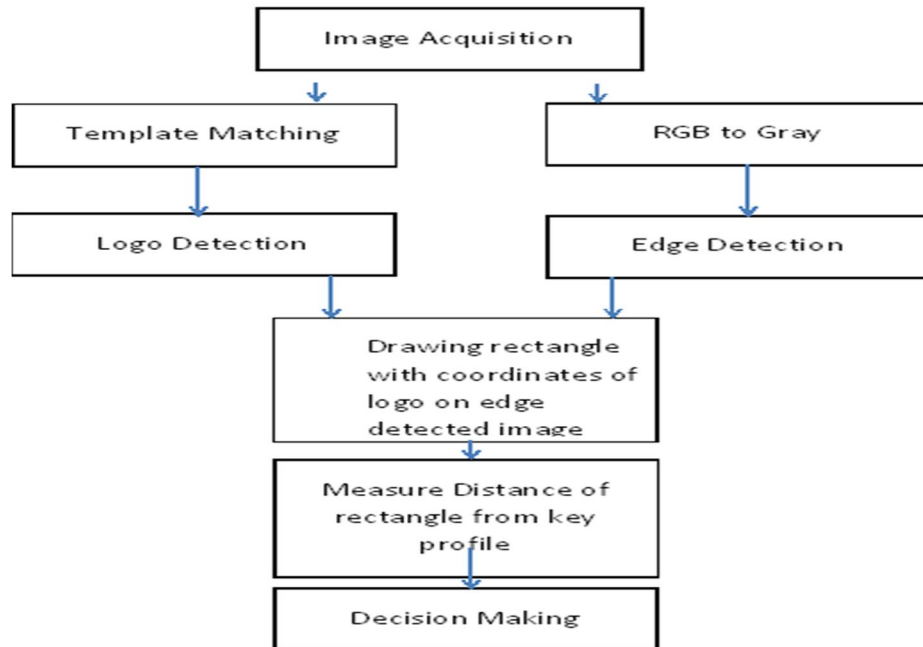 Image Acquisition
Template Matching
RGB to Gray
Logo Detection
Edge Detection
Drawing rectangle
with coordinates of
logo on edge
detected image
Measure Distance of
rectangle from key
profile
Decision Making